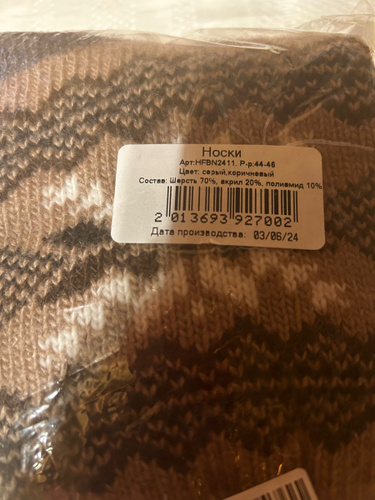 Носки
Арт:HFBN2411, Р-р:44-46
Цвет: серый,коричневый
Состав: Шерсть 70%, акрил 20%, полиамид 10%
2 013693 927002
Дата производства: 03/06/24